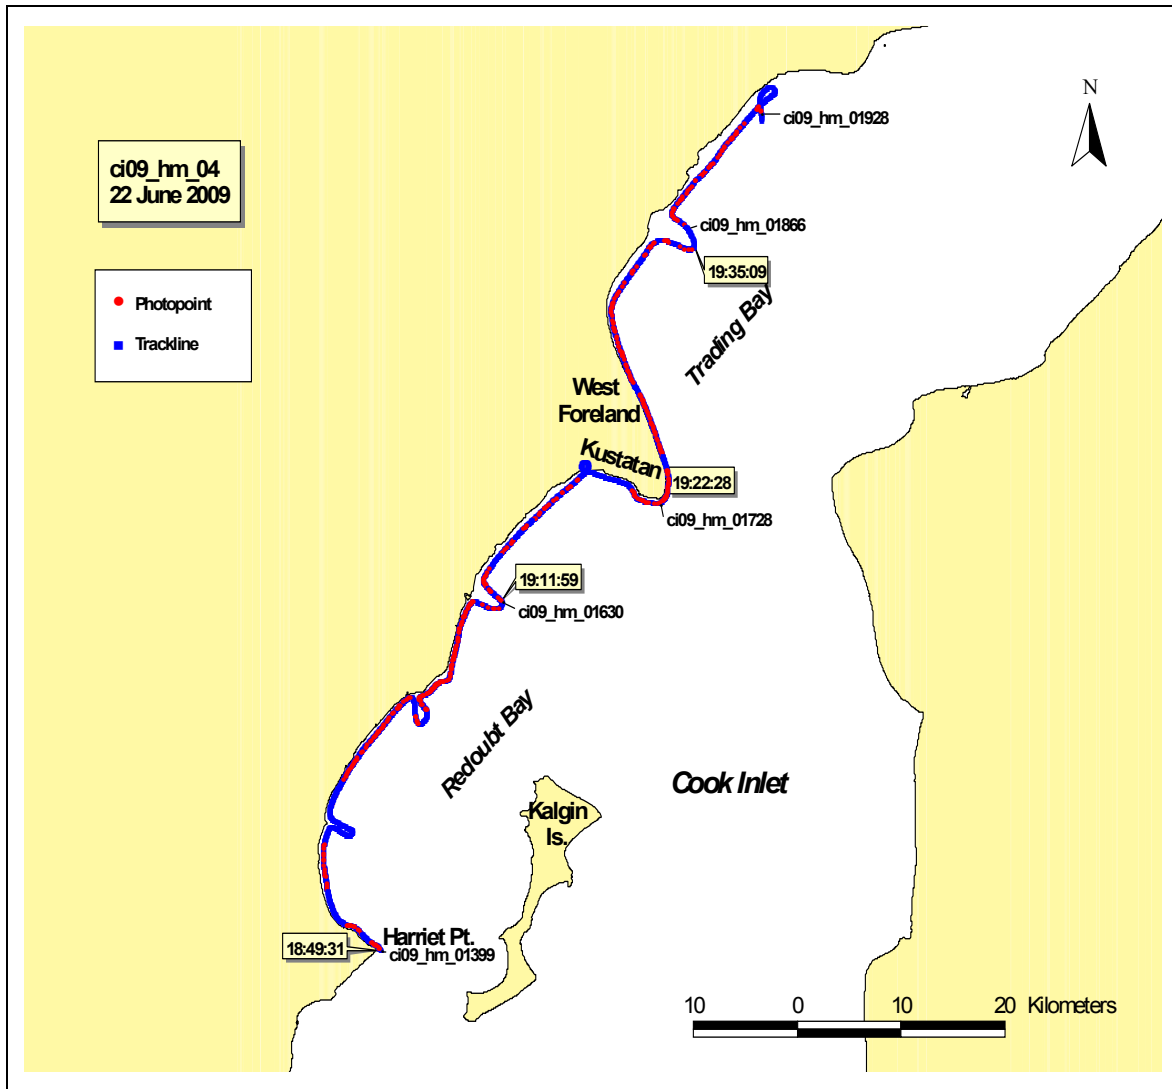 N
ci09_hm_01928
ci09_hm_04
22 June 2009
ci09_hm_01866
19:35:09
Photopoint
Trackline
Trading Bay
West
Foreland
Kustatan
19:22:28
ci09_hm_01728
19:11:59
ci09_hm_01630
Redoubt Bay
Cook Inlet
Kalgin
Is.
Harriet Pt.
18:49:31
ci09_hm_01399
10 0 10 20 Kilometers